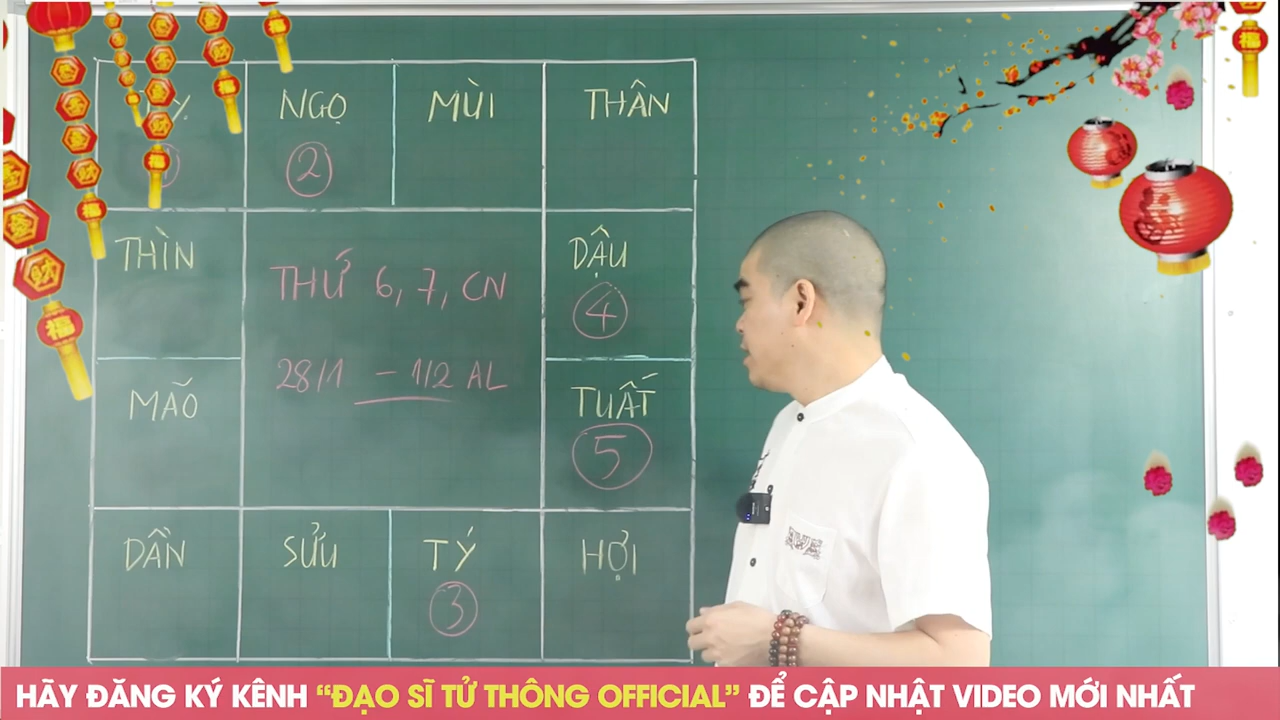 NGỌ
MÙI
THÂN
②
THÌN
DẬU
④
THỨ 6, 7, CN
28/1 – 1/2 AL
MÃO
TUẤT
⑤
DẦN
SỬU
TÝ
HỢI
③
HÃY ĐĂNG KÝ KÊNH “ĐẠO SĨ TỬ THÔNG OFFICIAL” ĐỂ CẬP NHẬT VIDEO MỚI NHẤT